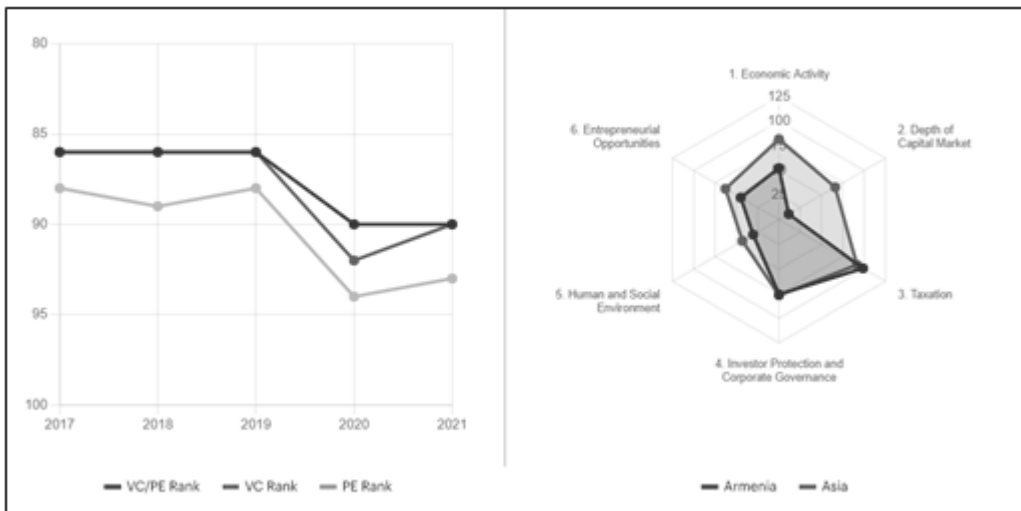 80
85
90
95
100
2017
2018
2019
2020
2021
VC/PE Rank
VC Rank
PE Rank
1. Economic Activity
125
100
75
25
2. Depth of
Capital Market
3. Taxation
4. Investor Protection and
Corporate Governance
5. Human and Social
Environment
6. Entrepreneurial
Opportunities
Armenia
Asia